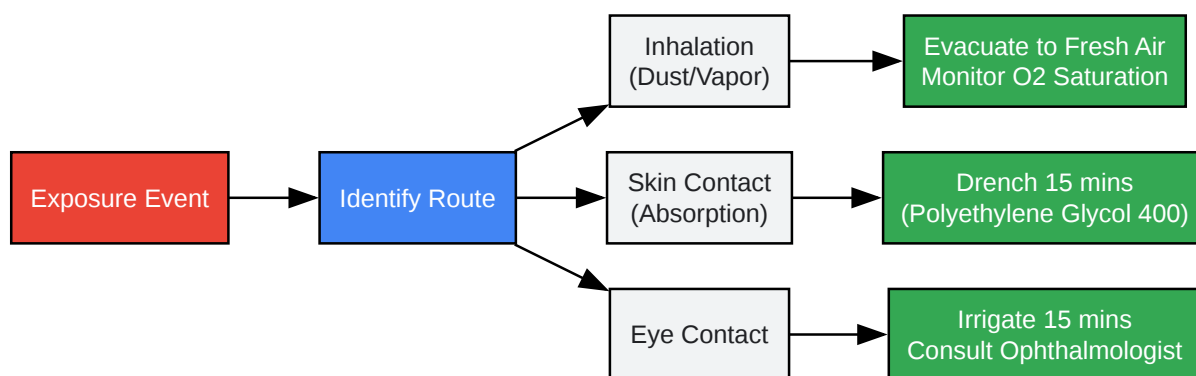 Exposure Event
Identify Route
Inhalation
(Dust/Vapor)
Evacuate to Fresh Air
Monitor O2 Saturation
Skin Contact
(Absorption)
Drench 15 mins
(Polyethylene Glycol 400)
Eye Contact
Irrigate 15 mins
Consult Ophthalmologist